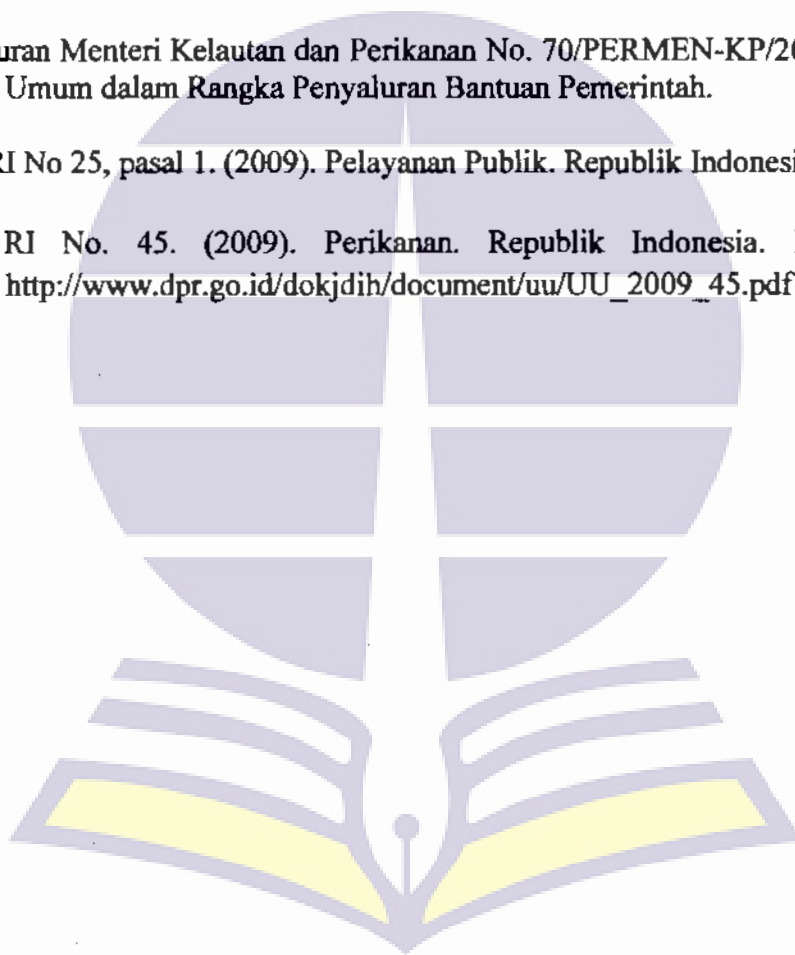 uran Menteri Kelautan dan Perikanan No. 70/PERMEN-KP/20
Umum dalam Rangka Penyaluran Bantuan Pemerintah.
RI No 25, pasal 1. (2009). Pelayanan Publik. Republik Indonesi
RI No. 45. (2009). Perikanan. Republik Indonesia.
http://www.dpr.go.id/dokjdih/document/uu/UU_2009_45.pdf